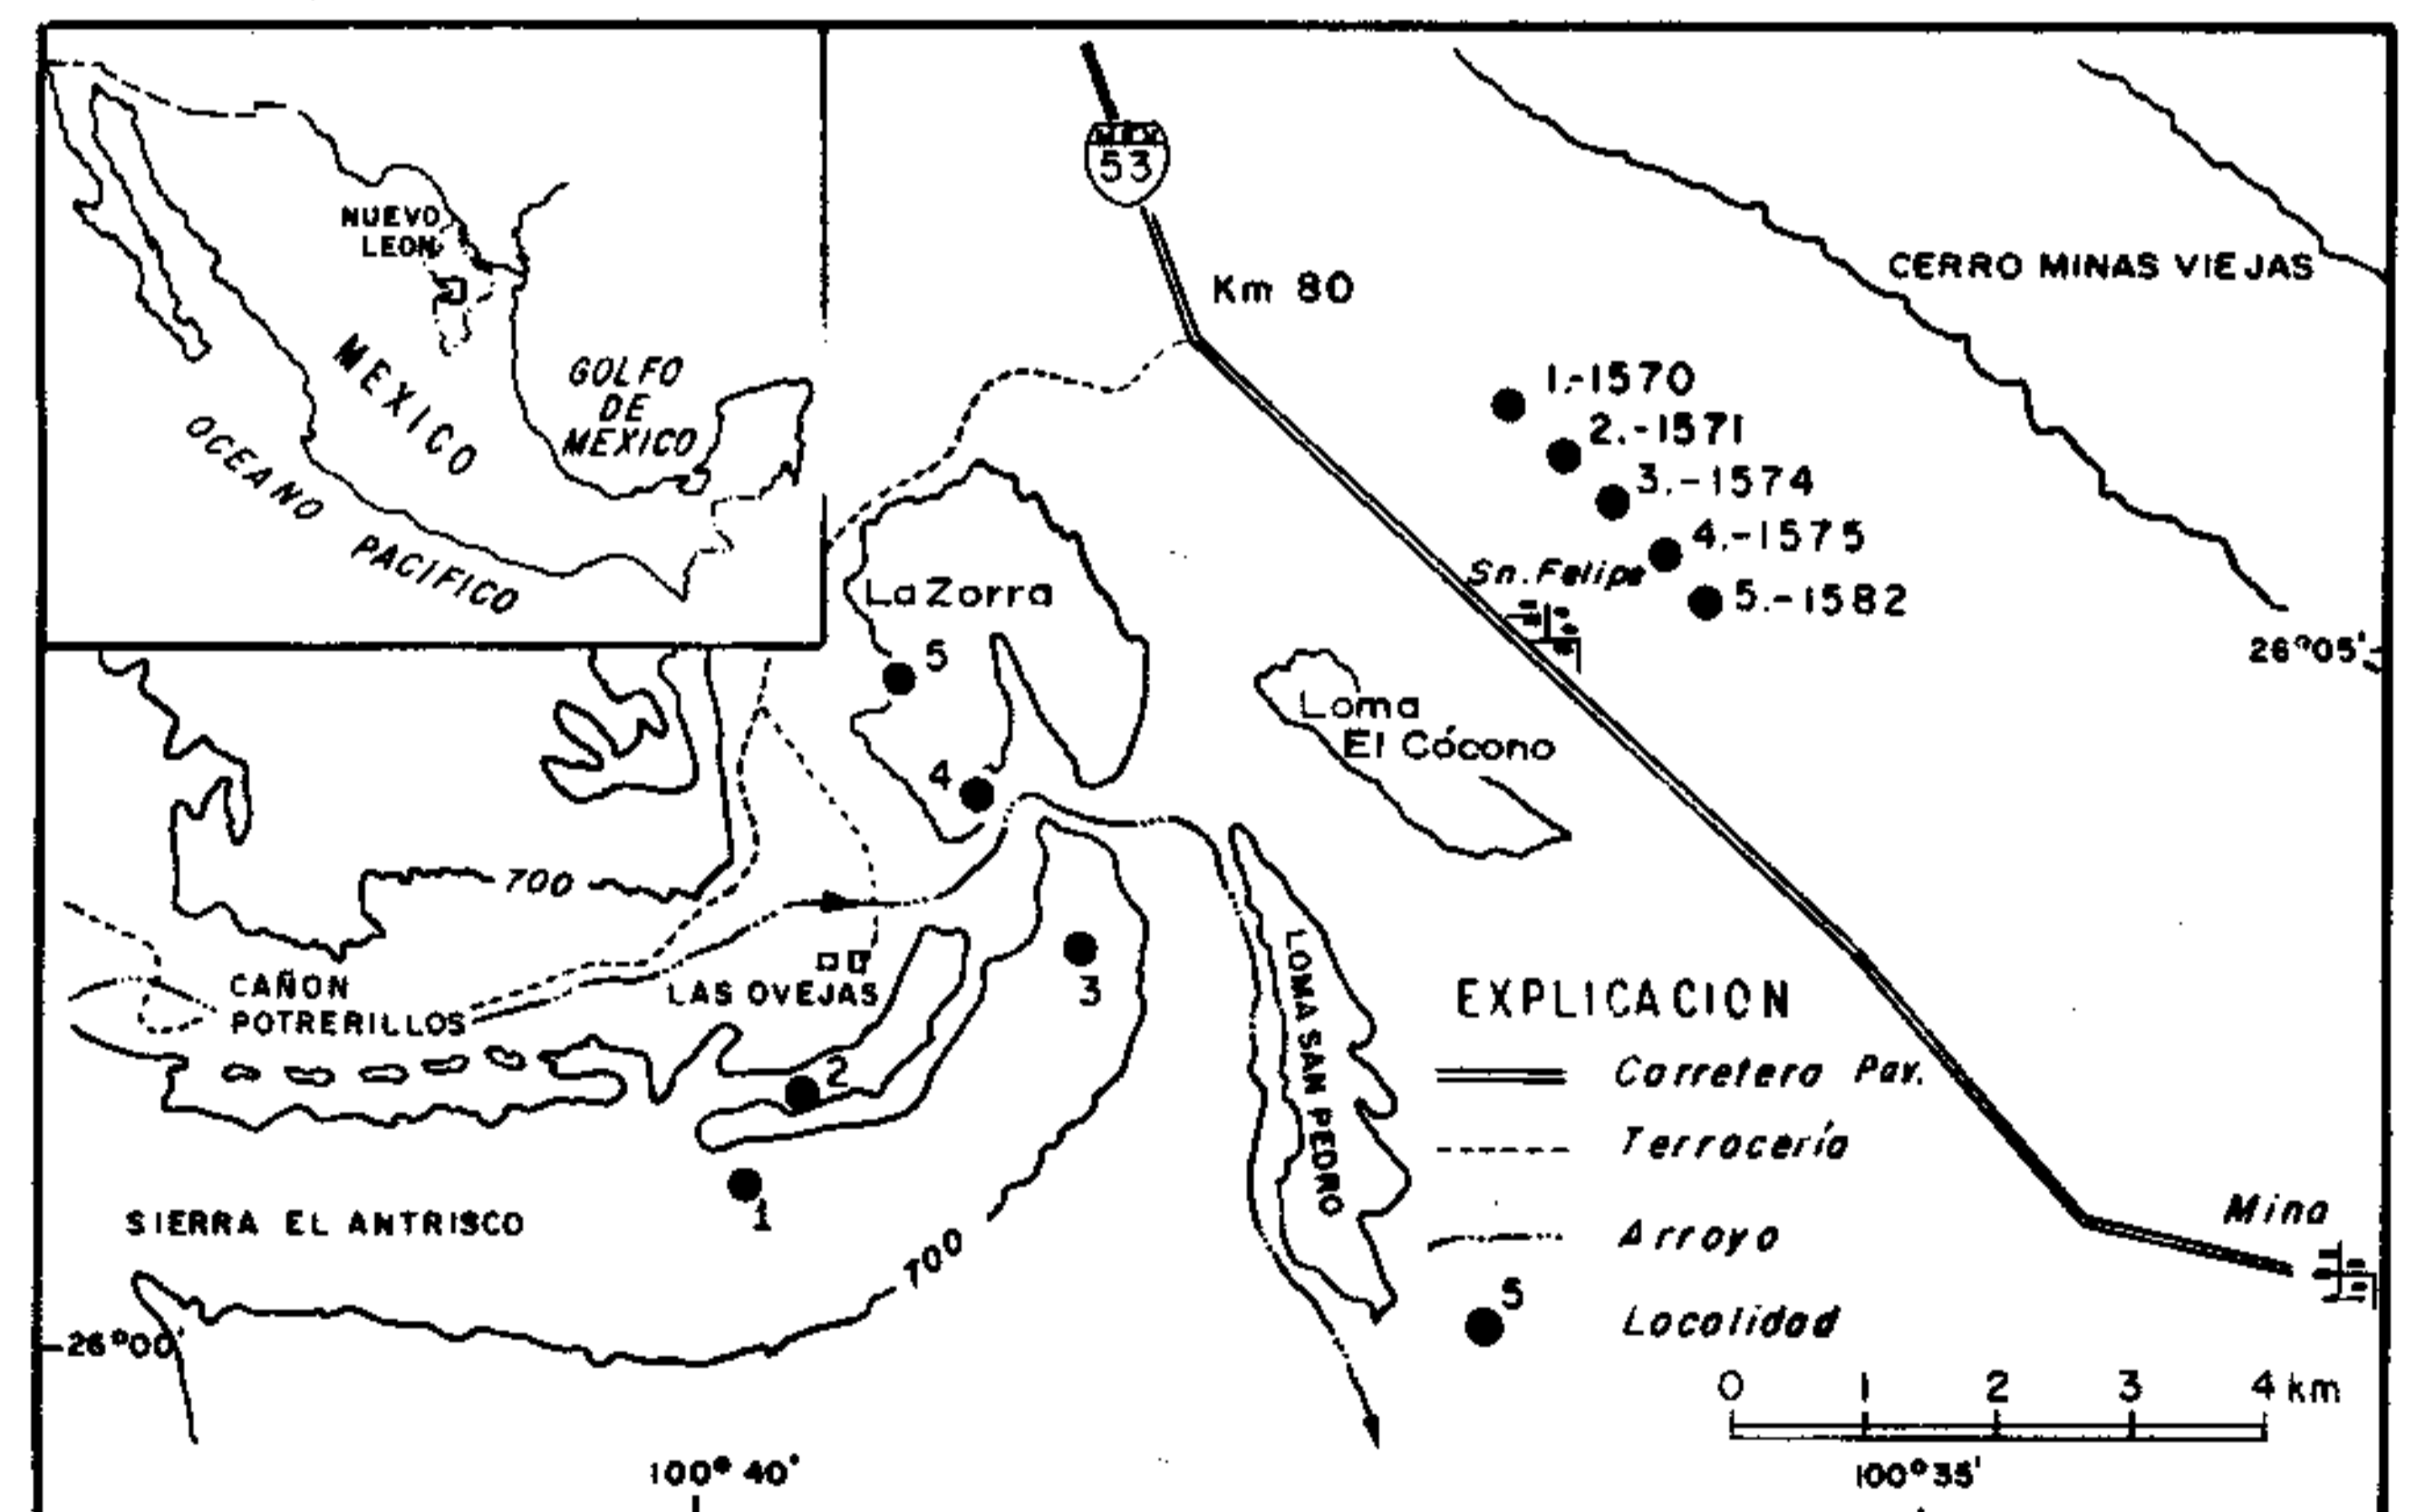 MEX
53
Km 80
NUEVO
LEON
MEXICO
GOLFO
DE
MEXICO
OCEANO
PACIFICO
CERRO MINAS VIEJAS
1.-1570
2.-1571
3.-1574
4.-1575
5.-1582
Sn. Felipe
26°05'
La Zorra
5
4
Loma
El Cócono
700
CAÑON
POTRERILLOS
LAS OVEJAS
3
2
1
LOMA SAN PEDRO
SIERRA EL ANTRISCO
700
26°00'
EXPLICACION
Carretera Pav.
Terracería
Arroyo
5
Localidad
Mina
0 1 2 3 4 km
100° 40'
100° 35'